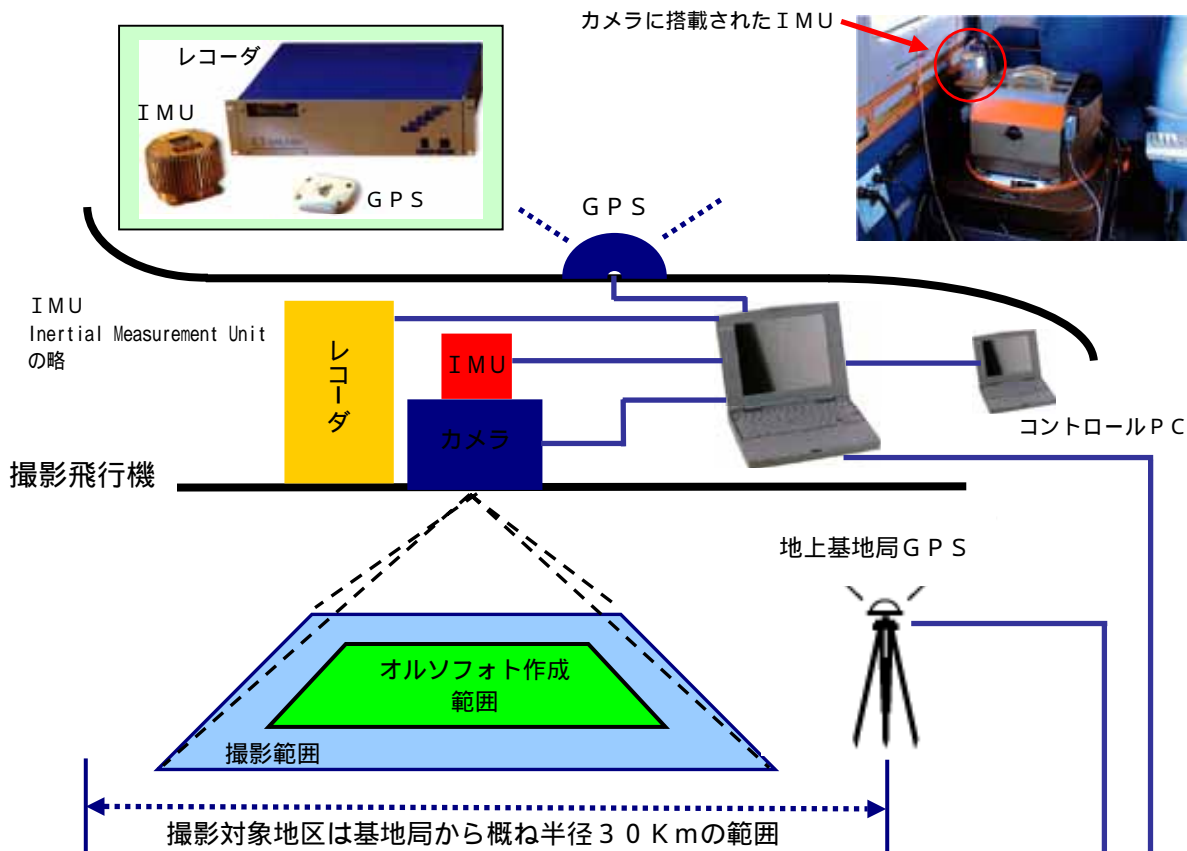 カメラに搭載されたＩＭＵ
レコーダ
ＩＭＵ
ＧＰＳ
ＧＰＳ
ＩＭＵ
Inertial Measurement Unit
の略
レコーダ
ＩＭＵ
カメラ
コントロールＰＣ
撮影飛行機
地上基地局ＧＰＳ
オルソフォト作成
範囲
撮影範囲
撮影対象地区は基地局から概ね半径３０Ｋｍの範囲